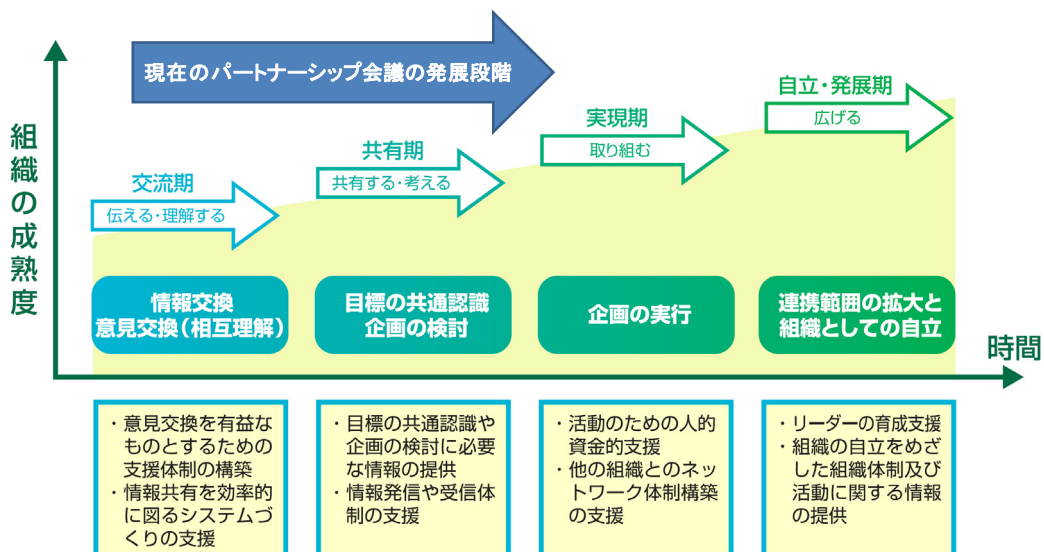 現在のパートナーシップ会議の発展段階
組織の成熟度
交流期
伝える・理解する
共有期
共有する・考える
実現期
取り組む
自立・発展期
広げる
情報交換
意見交換（相互理解）
目標の共通認識
企画の検討
企画の実行
連携範囲の拡大と
組織としての自立
時間
・意見交換を有益な
ものとするための
支援体制の構築
・情報共有を効率的
に図るシステムづ
くりの支援
・目標の共通認識や
企画の検討に必要
な情報の提供
・情報発信や受信体
制の支援
・活動のための人的
資金的支援
・他の組織とのネッ
トワーク体制構築
の支援
・リーダーの育成支援
・組織の自立をめざ
した組織体制及び
活動に関する情報
の提供